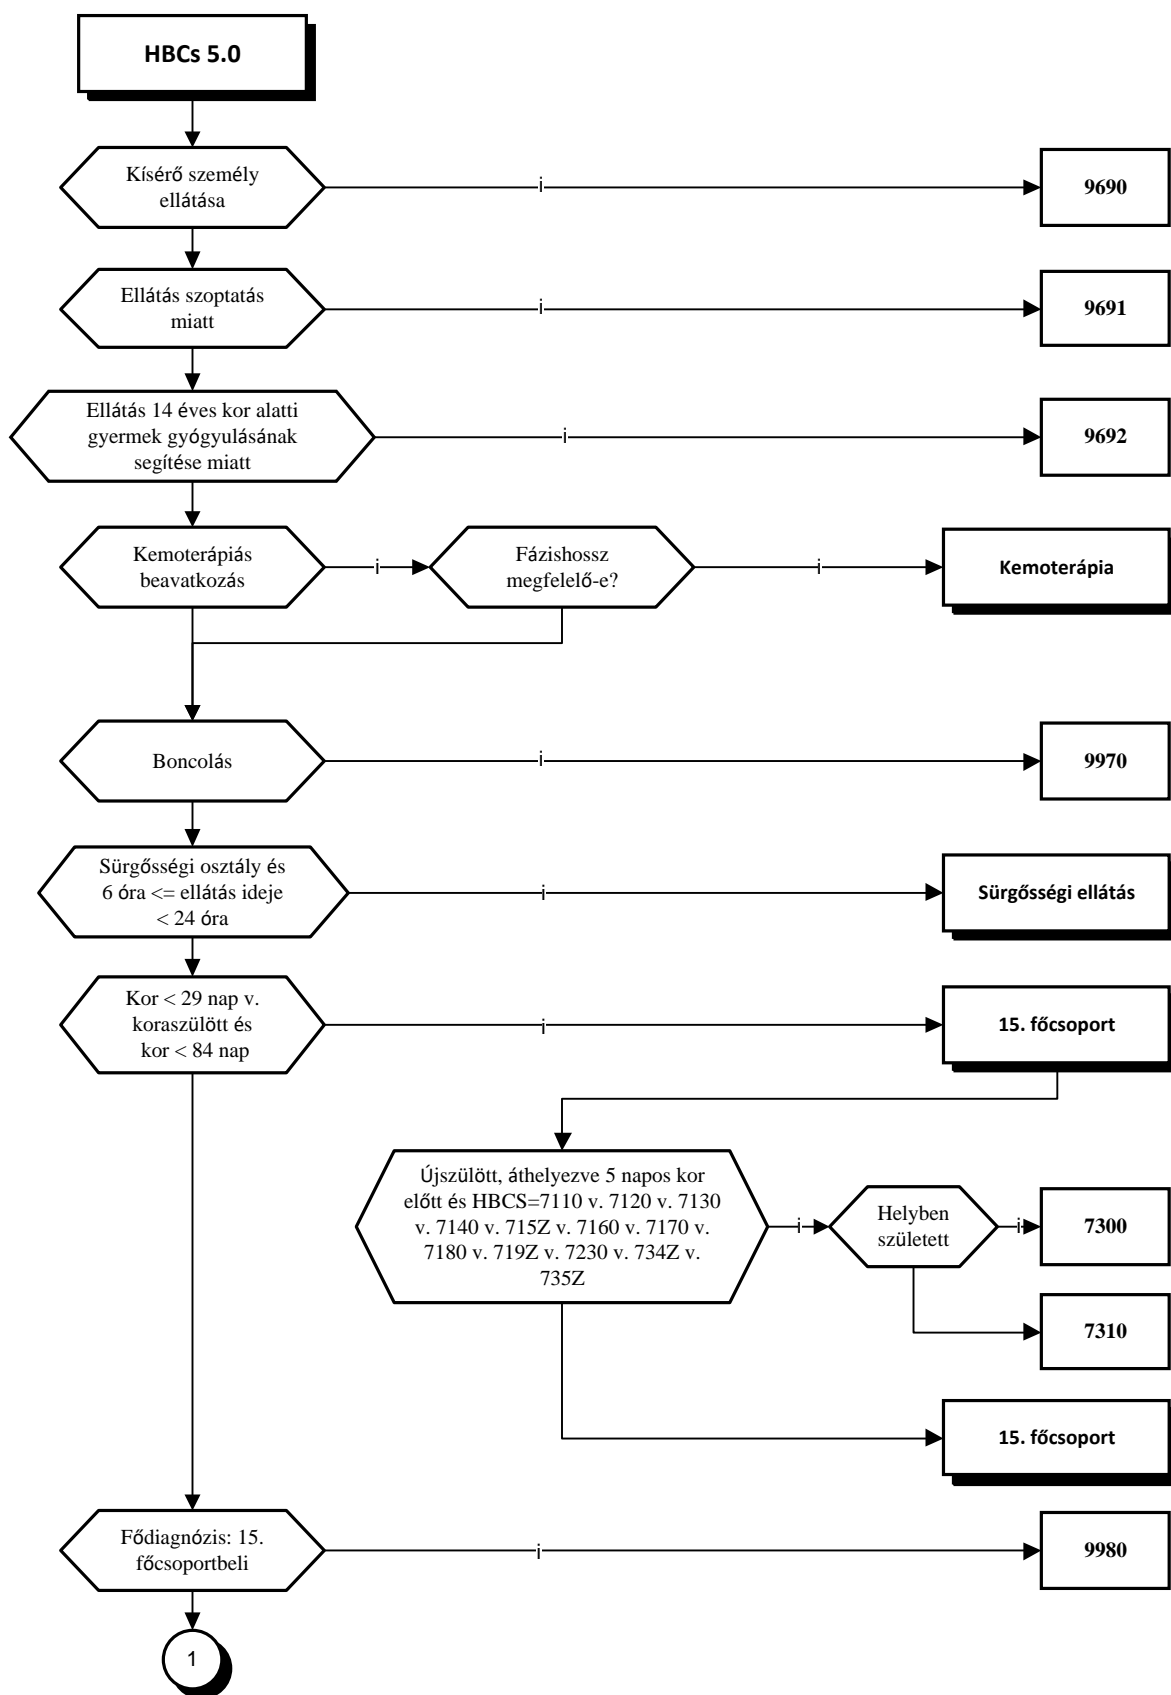 HBCs 5.0
Kísérő személy
ellátása
i
9690
Ellátás szoptatás
miatt
i
9691
Ellátás 14 éves kor alatti
gyermek gyógyulásának
segítése miatt
i
9692
Kemoterápiás
beavatkozás
i
Fázishossz
megfelelő-e?
i
Kemoterápia
Boncolás
i
9970
Sürgősségi osztály és
6 óra <= ellátás ideje
< 24 óra
i
Sürgősségi ellátás
Kor < 29 nap v.
koraszülött és
kor < 84 nap
i
15. főcsoport
Újszülött, áthelyezve 5 napos kor
előtt és HBCS=7110 v. 7120 v. 7130
v. 7140 v. 715Z v. 7160 v. 7170 v.
7180 v. 719Z v. 7230 v. 734Z v.
735Z
i
Helyben
született
i
7300
7310
15. főcsoport
Fődiagnózis: 15.
főcsoportbeli
i
9980
1